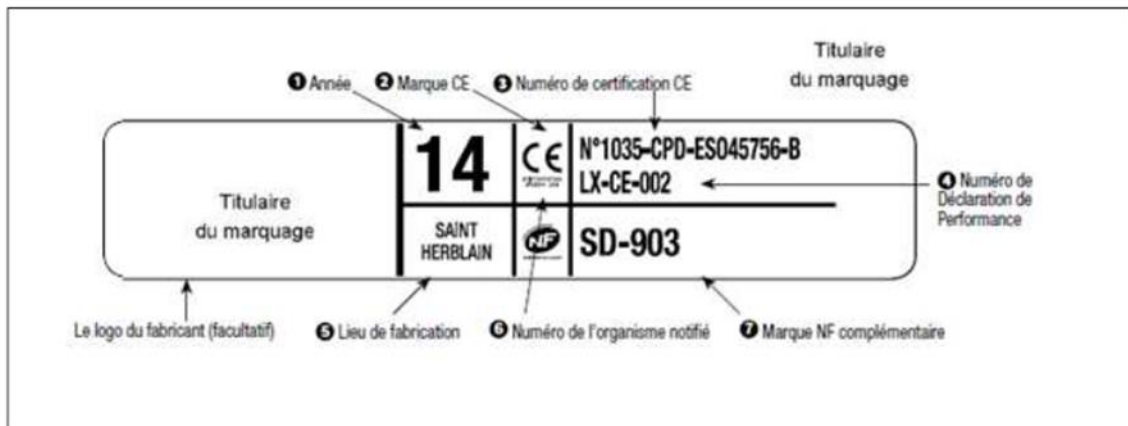 Titulaire
du marquage
❶ Année
❷ Marque CE
❸ Numéro de certification CE
14
CE
N°1035-CPD-ES045756-B
LX-CE-002
❹ Numéro de
Déclaration de
Performance
Titulaire
du marquage
SAINT
HERBLAIN
NF
SD-903
Le logo du fabricant (facultatif)
❺ Lieu de fabrication
❻ Numéro de l'organisme notifié
❼ Marque NF complémentaire